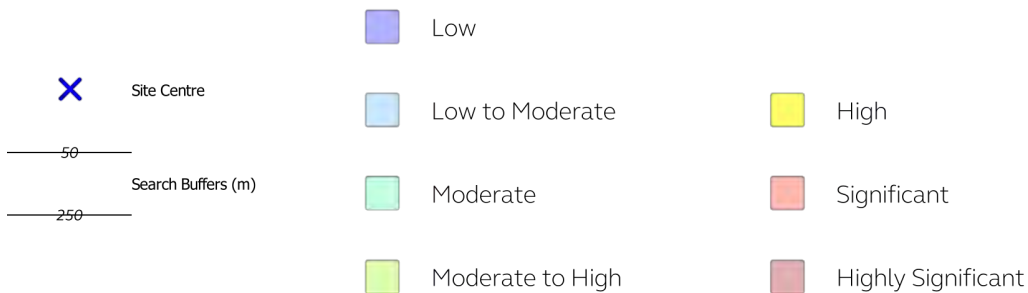 Low
Site Centre
Low to Moderate
High
50
Search Buffers (m)
Moderate
Significant
250
Moderate to High
Highly Significant